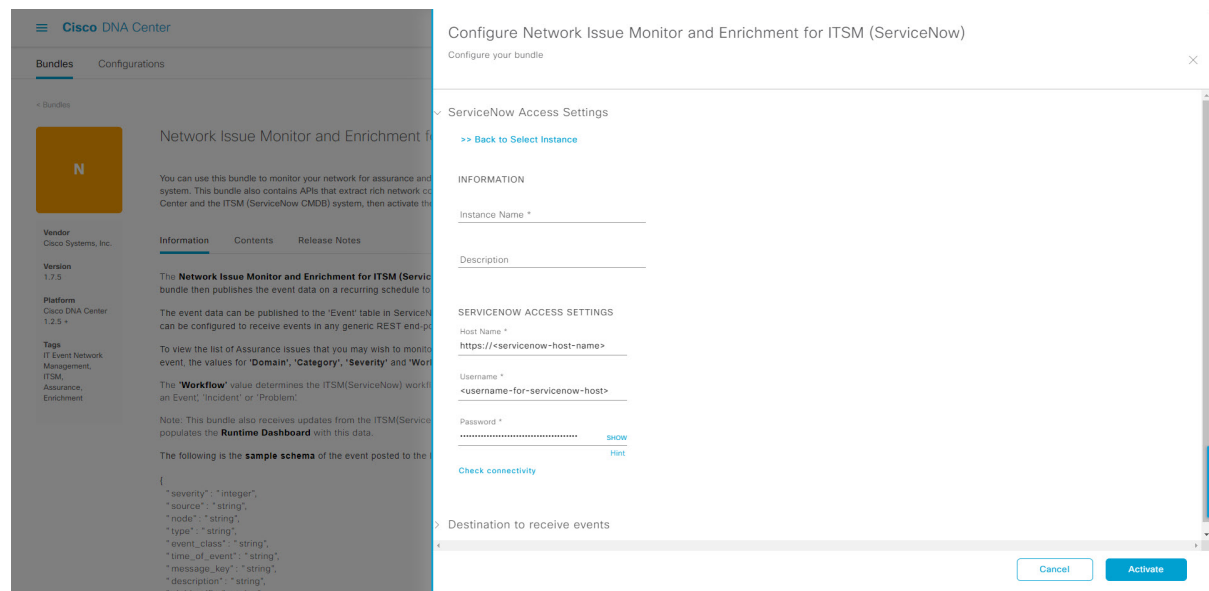 Cisco DNA Center
Bundles Configurations
< Bundles
N
Vendor
Cisco Systems, Inc.
Version
1.7.5
Platform
Cisco DNA Center
1.2.5 +
Tags
IT Event Network
Management,
ITSM,
Assurance,
Enrichment
Network Issue Monitor and Enrichment
You can use this bundle to monitor your network for assurance and
system. This bundle also contains APIs that extract rich network
Center and the ITSM (ServiceNow CMDB) system, then activate
Information Contents Release Notes
The Network Issue Monitor and Enrichment for ITSM
bundle then publishes the event data on a recurring schedule to
The event data can be published to the 'Event' table in
can be configured to receive events in any generic REST
To view the list of Assurance issues that you may wish to
event, the values for 'Domain', 'Category', 'Severity' and
The 'Workflow' value determines the ITSM(ServiceNow)
an Event', 'Incident' or 'Problem'.
Note: This bundle also receives updates from the
populates the Runtime Dashboard with this data.
The following is the sample schema of the event posted to the
{
"severity": "integer",
"source": "string",
"node": "string",
"type": "string",
"event_class": "string",
"time_of_event": "string",
"message_key": "string",
"description": "string",
Configure Network Issue Monitor and Enrichment for ITSM (ServiceNow)
Configure your bundle
ServiceNow Access Settings
>> Back to Select Instance
INFORMATION
Instance Name *
Description
SERVICENOW ACCESS SETTINGS
Host Name *
https://<servicenow-host-name>
Username *
<username-for-servicenow-host>
Password *
SHOW
Hint
Check connectivity
Destination to receive events
Cancel Activate